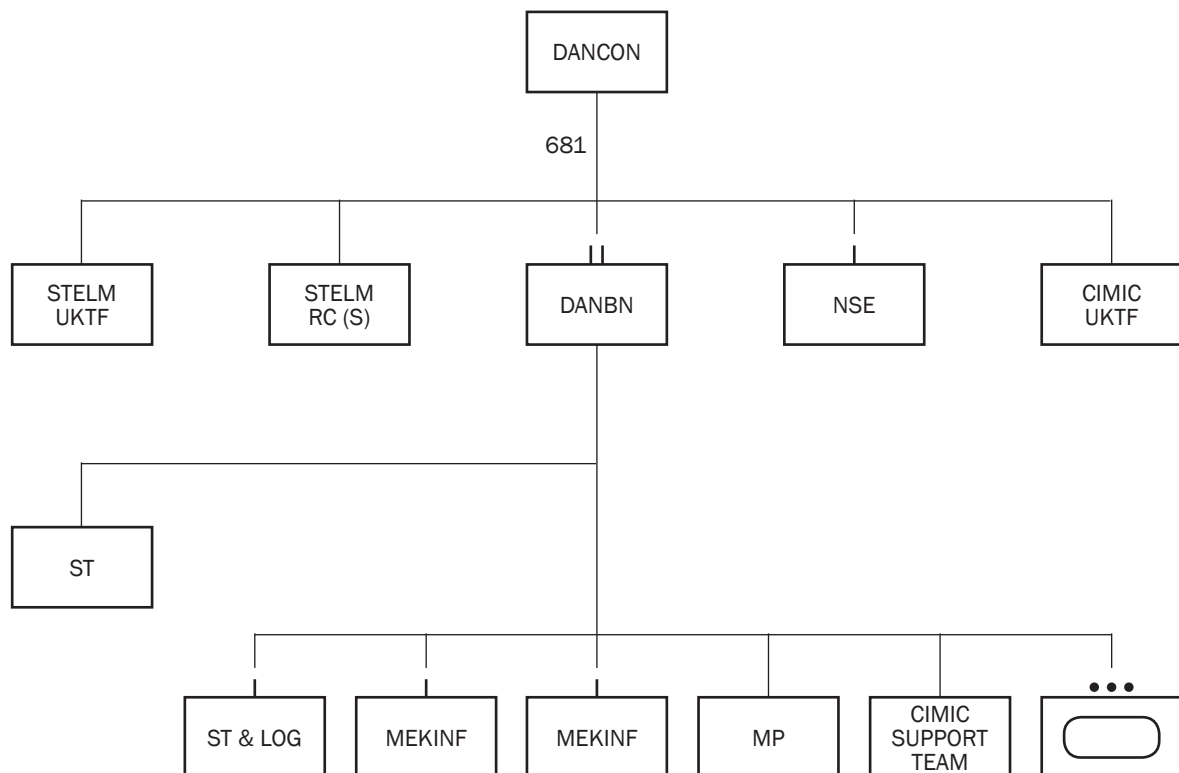 DANCON
681
STELM
UKTF
STELM
RC (S)
DANBN
NSE
CIMIC
UKTF
ST
ST & LOG
MEKINF
MEKINF
MP
CIMIC
SUPPORT
TEAM